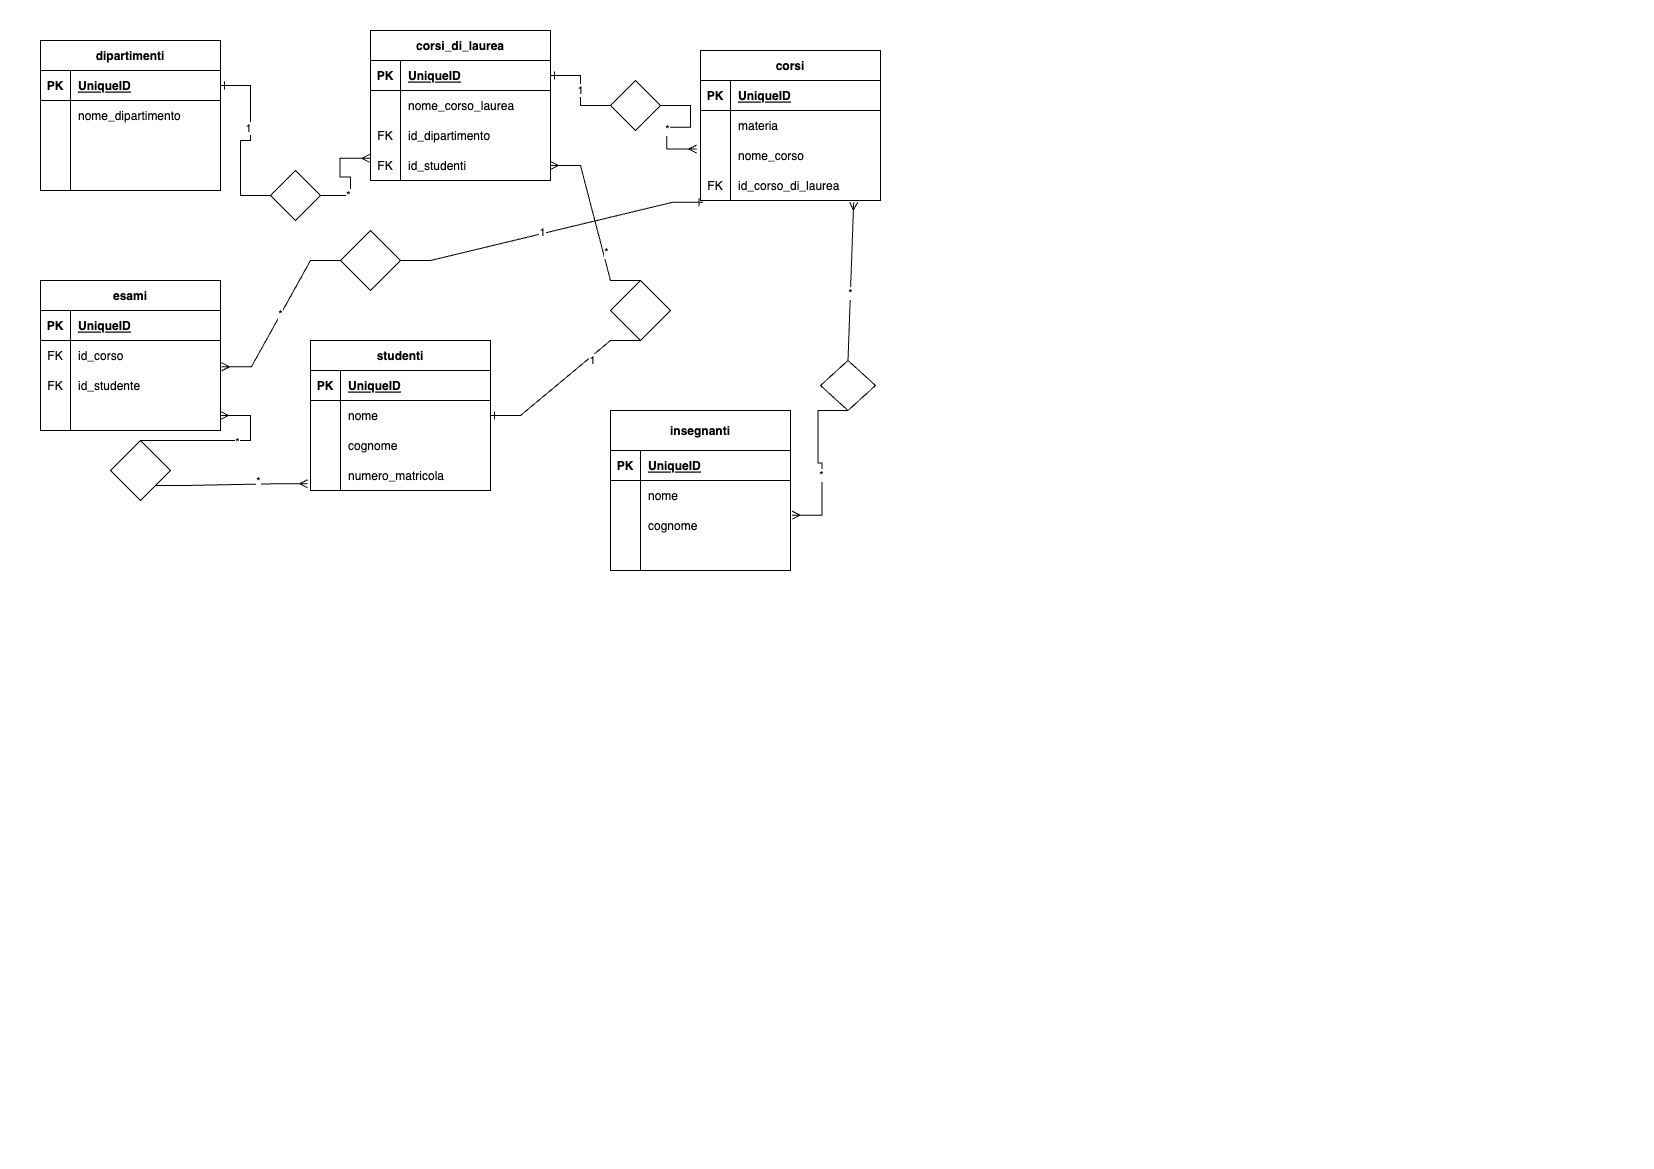 dipartimenti
PK UniqueID
nome_dipartimento
1
*
corsi_di_laurea
PK UniqueID
nome_corso_laurea
FK id_dipartimento
FK id_studenti
1
*
corsi
PK UniqueID
materia
nome_corso
FK id_corso_di_laurea
1
*
*
1
*
esami
PK UniqueID
FK id_corso
FK id_studente
*
*
studenti
PK UniqueID
nome
cognome
numero_matricola
insegnanti
PK UniqueID
nome
cognome
*